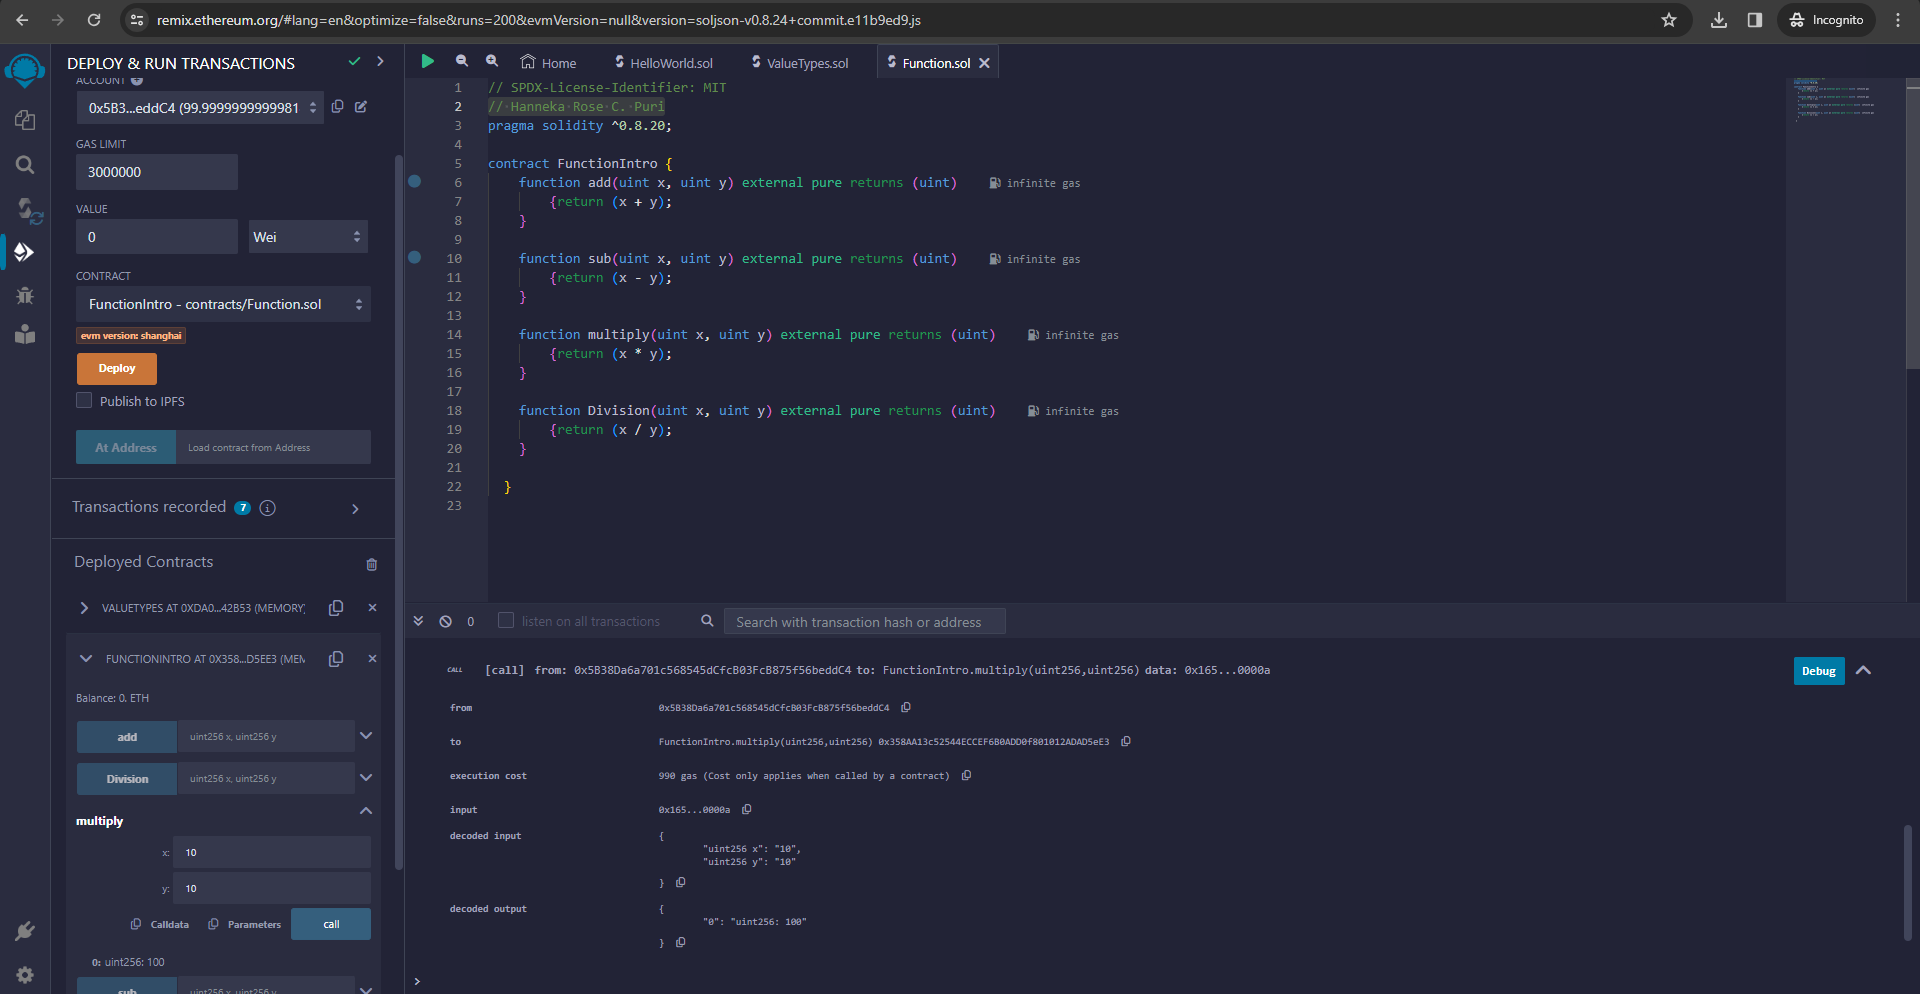 remix.ethereum.org/#lang=en&optimize=false&runs=200&evmVersion=null&version=soljson-v0.8.24+commit.e11b9ed9.js
Incognito
DEPLOY & RUN TRANSACTIONS
ACCOUNT
0x5B3...eddC4 (99.9999999999981
GAS LIMIT
3000000
VALUE
0
Wei
CONTRACT
FunctionIntro - contracts/Function.sol
evm version: shanghai
Deploy
Publish to IPFS
At Address
Load contract from Address
Transactions recorded 7 i
Deployed Contracts
VALUETYPES AT 0XDA0...42B53 (MEMORY)
FUNCTIONINTRO AT 0X358...D5EE3 (MEM
Balance: 0. ETH
add
uint256 x, uint256 y
Division
uint256 x, uint256 y
multiply
x: 10
y: 10
Calldata
Parameters
call
0: uint256: 100
sub
uint256 x, uint256 y
Home
HelloWorld.sol
ValueTypes.sol
Function.sol
1 // SPDX-License-Identifier: MIT
2 // Hanneka Rose C. Puri
3 pragma solidity ^0.8.20;
4
5 contract FunctionIntro {
6 function add(uint x, uint y) external pure returns (uint) infinite gas
7 {return (x + y);
8 }
9
10 function sub(uint x, uint y) external pure returns (uint) infinite gas
11 {return (x - y);
12 }
13
14 function multiply(uint x, uint y) external pure returns (uint) infinite gas
15 {return (x * y);
16 }
17
18 function Division(uint x, uint y) external pure returns (uint) infinite gas
19 {return (x / y);
20 }
21
22 }
23
0
listen on all transactions
Search with transaction hash or address
CALL [call] from: 0x5B38Da6a701c568545dCfcB03FcB875f56beddC4 to: FunctionIntro.multiply(uint256,uint256) data: 0x165...0000a
Debug
from 0x5B38Da6a701c568545dCfcB03FcB875f56beddC4
to FunctionIntro.multiply(uint256,uint256) 0x358AA13c52544ECCEF6B0ADD0f801012ADAD5eE3
execution cost 990 gas (Cost only applies when called by a contract)
input 0x165...0000a
decoded input {
"uint256 x": "10",
"uint256 y": "10"
}
decoded output {
"0": "uint256: 100"
}
>